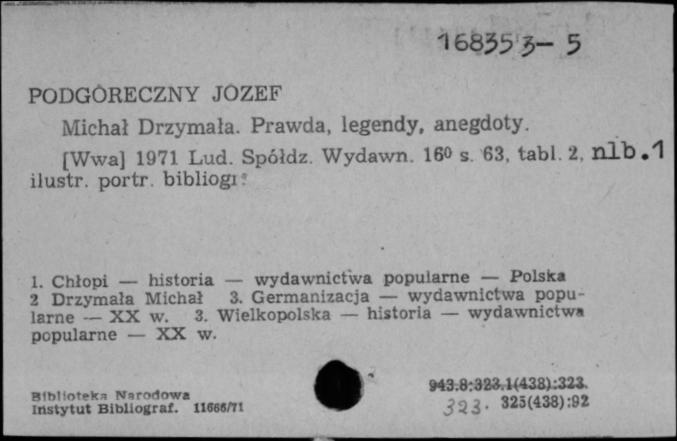 168353-5
PODGÓRECZNY JÓZEF
Michał Drzymała. Prawda, legendy, anegdoty.
[Wwa] 1971 Lud. Spółdz. Wydawn. 16⁰ s. 63, tabl. 2, nlb.1
ilustr. portr. bibliogr.
1. Chłopi — historia — wydawnictwa popularne — Polska
2 Drzymała Michał 3. Germanizacja — wydawnictwa popu-
larne — XX w. 3. Wielkopolska — historia — wydawnictwa
popularne — XX w.
943.8:323.1(438):323.
Biblioteka Narodowa
Instytut Bibliograf. 11666/71
323. 325(438):92